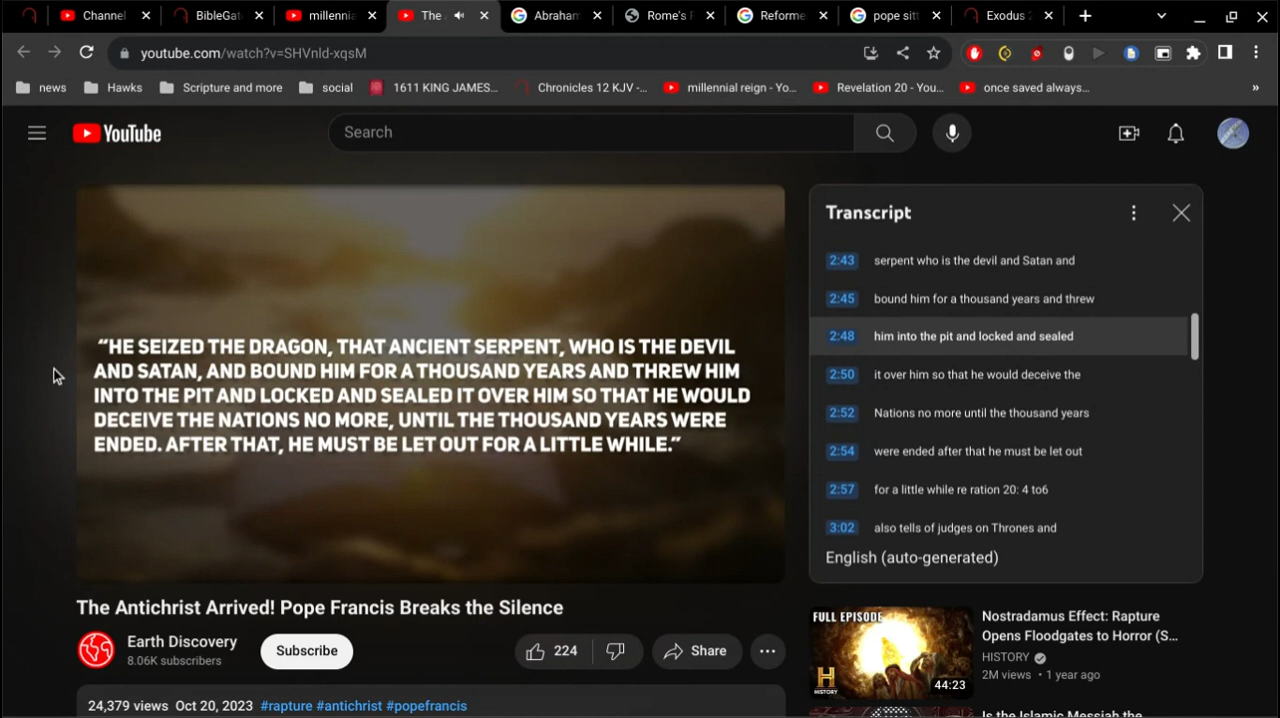 Channel
BibleGat
millennia
The
Abraham
Rome's F
Reforme
pope sitt
Exodus 2
youtube.com/watch?v=SHVnld-xqsM
news
Hawks
Scripture and more
social
1611 KING JAMES...
Chronicles 12 KJV -...
millennial reign - Yo...
Revelation 20 - You...
once saved always...
»
YouTube
Search
"HE SEIZED THE DRAGON, THAT ANCIENT SERPENT, WHO IS THE DEVIL
AND SATAN, AND BOUND HIM FOR A THOUSAND YEARS AND THREW HIM
INTO THE PIT AND LOCKED AND SEALED IT OVER HIM SO THAT HE WOULD
DECEIVE THE NATIONS NO MORE, UNTIL THE THOUSAND YEARS WERE
ENDED. AFTER THAT, HE MUST BE LET OUT FOR A LITTLE WHILE."
Transcript
2:43 serpent who is the devil and Satan and
2:45 bound him for a thousand years and threw
2:48 him into the pit and locked and sealed
2:50 it over him so that he would deceive the
2:52 Nations no more until the thousand years
2:54 were ended after that he must be let out
2:57 for a little while re ration 20: 4 to6
3:02 also tells of judges on Thrones and
English (auto-generated)
The Antichrist Arrived! Pope Francis Breaks the Silence
Earth Discovery
8.06K subscribers
Subscribe
224
Share
24,379 views Oct 20, 2023 #rapture #antichrist #popefrancis
FULL EPISODE
H
HISTORY
44:23
Nostradamus Effect: Rapture
Opens Floodgates to Horror (S...
HISTORY
2M views • 1 year ago
Is the Islamic Messiah the